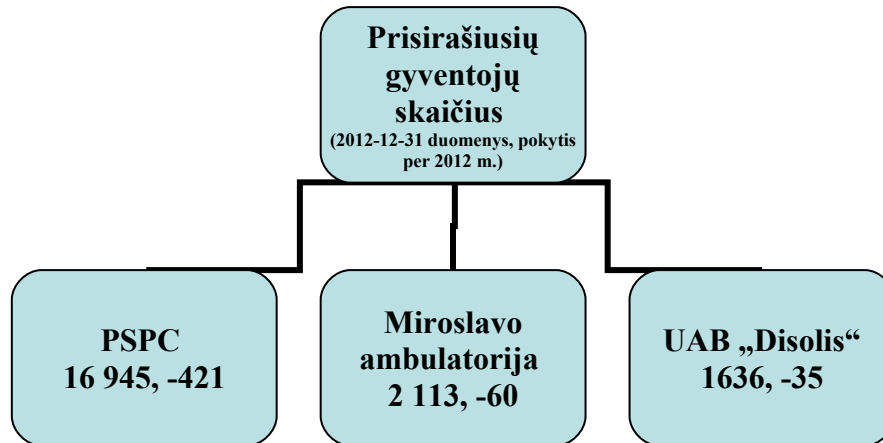 Prisirašiusių
gyventojų
skaičius
(2012-12-31 duomenys, pokytis
per 2012 m.)
PSPC
16 945, -421
Miroslavo
ambulatorija
2 113, -60
UAB „Disolis“
1636, -35